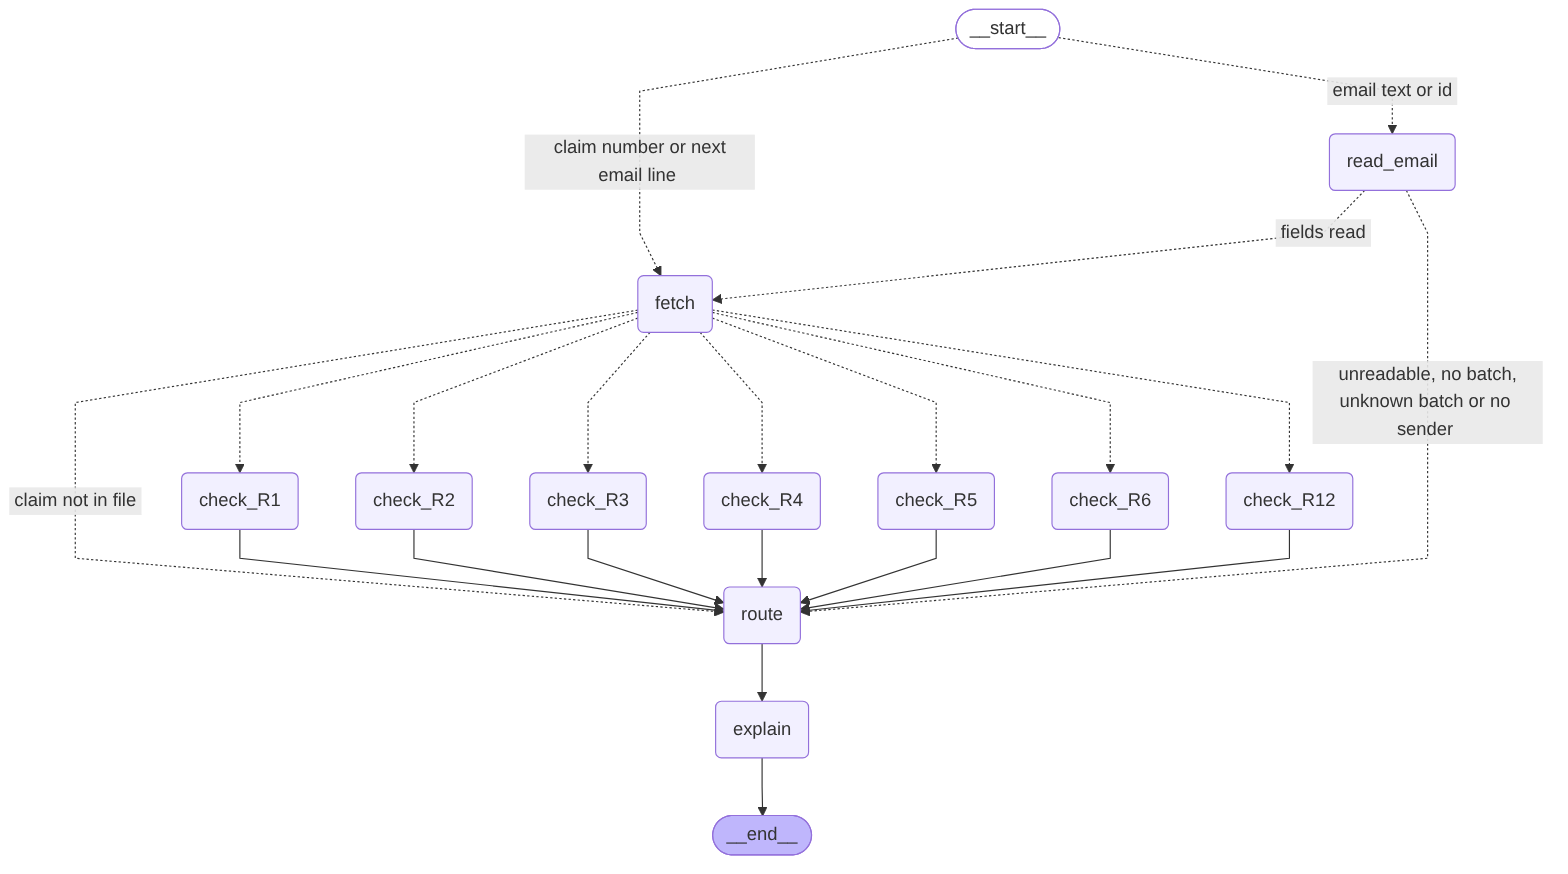 __start__
email text or id
claim number or next
email line
read_email
fields read
fetch
unreadable, no batch,
unknown batch or no
sender
claim not in file
check_R1
check_R2
check_R3
check_R4
check_R5
check_R6
check_R12
route
explain
__end__